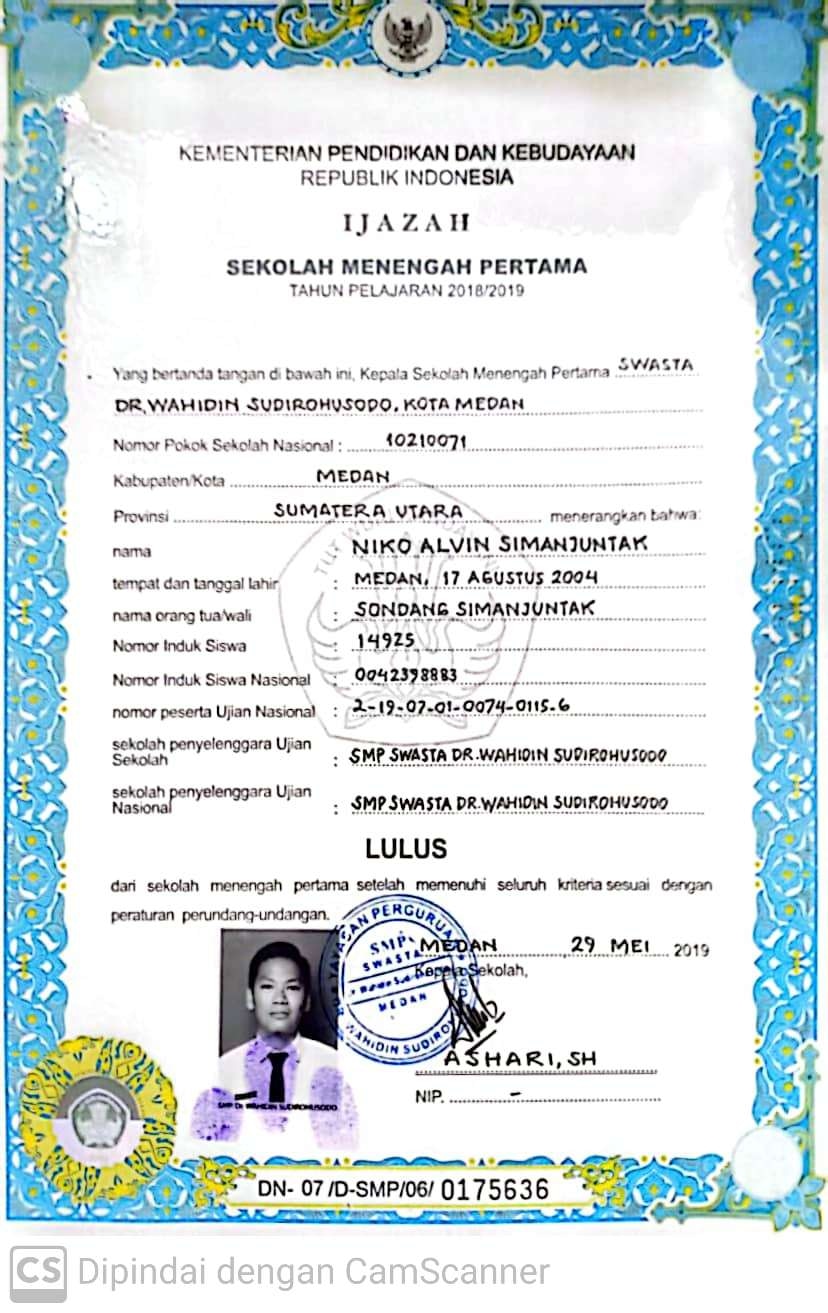 KEMENTERIAN PENDIDIKAN DAN KEBUDAYAAN
REPUBLIK INDONESIA
IJAZAH
SEKOLAH MENENGAH PERTAMA
TAHUN PELAJARAN 2018/2019
Yang bertanda tangan di bawah ini, Kepala Sekolah Menengah Pertama SWASTA
DR.WAHIDIN SUDIROHUSODO, KOTA MEDAN
Nomor Pokok Sekolah Nasional : 10210071
Kabupaten/Kota MEDAN
Provinsi SUMATERA UTARA menerangkan bahwa:
nama NIKO ALVIN SIMANJUNTAK
tempat dan tanggal lahir : MEDAN, 17 AGUSTUS 2004
nama orang tua/wali : SONDANG SIMANJUNTAK
Nomor Induk Siswa : 14925
Nomor Induk Siswa Nasional : 0042398883
nomor peserta Ujian Nasional : 2-19-07-01-0074-0115-6
sekolah penyelenggara Ujian
Sekolah : SMP SWASTA DR.WAHIDIN SUDIROHUSODO
sekolah penyelenggara Ujian
Nasional : SMP SWASTA DR.WAHIDIN SUDIROHUSODO
LULUS
dari sekolah menengah pertama setelah memenuhi seluruh kriteria sesuai dengan
peraturan perundang-undangan.
MEDAN, 29 MEI 2019
Kepala Sekolah,
SMP
SWASTA
MEDAN
WAHIDIN
ASHARI, SH
NIP. -
SMP Dr WAHIDIN SUDIROHUSODO
DN- 07 /D-SMP/06/ 0175636
CS Dipindai dengan CamScanner